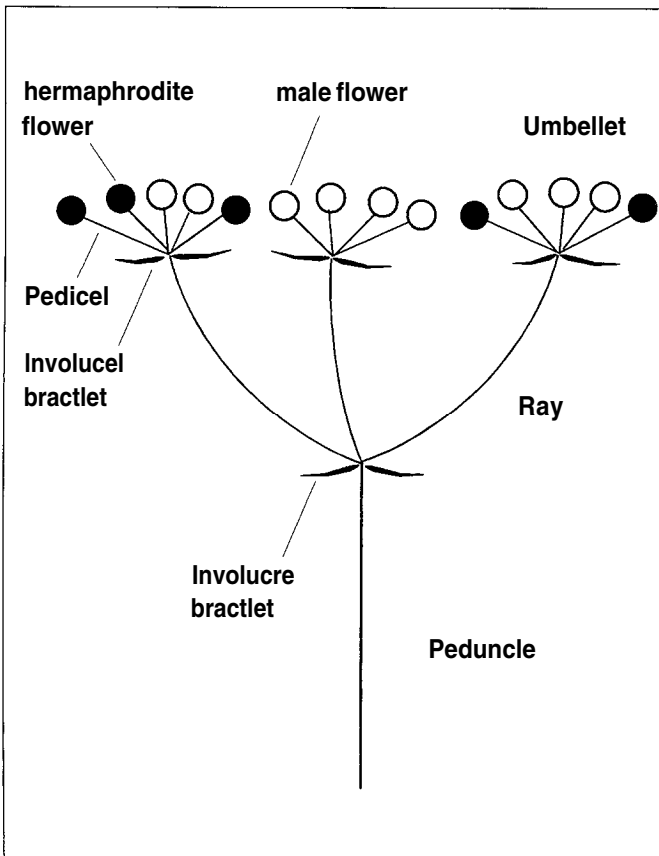 hermaphrodite
flower
male flower
Umbellet
Pedicel
Involucel
bractlet
Ray
Involucre
bractlet
Peduncle